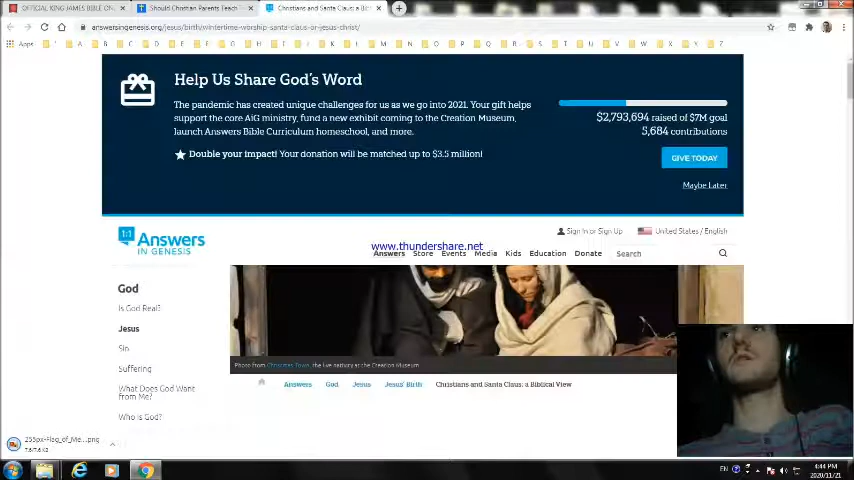 OFFICIAL KING JAMES BIBLE ON
Should Christian Parents Teach
Christians and Santa Claus: a Bi
answersingenesis.org/jesus/birth/wintertime-worship-santa-claus-or-jesus-christ/
Apps A B C D E F G H I J K L M N O P Q R S T U V W X Y Z
Help Us Share God's Word
The pandemic has created unique challenges for us as we go into 2021. Your gift helps
support the core AiG ministry, fund a new exhibit coming to the Creation Museum,
launch Answers Bible Curriculum homeschool, and more.
Double your impact! Your donation will be matched up to $3.5 million!
$2,793,694 raised of $7M goal
5,684 contributions
GIVE TODAY
Maybe Later
1:1 Answers
IN GENESIS
Sign In or Sign Up
United States / English
www.thundershare.net
Answers Store Events Media Kids Education Donate
Search
God
Is God Real?
Jesus
Sin
Suffering
What Does God Want
from Me?
Who is God?
Photo from Christmas Town, the live nativity at the Creation Museum
Answers God Jesus Jesus' Birth Christians and Santa Claus: a Biblical View
255px-Flag_of_Me...png
EN
4:44 PM
2020/11/21